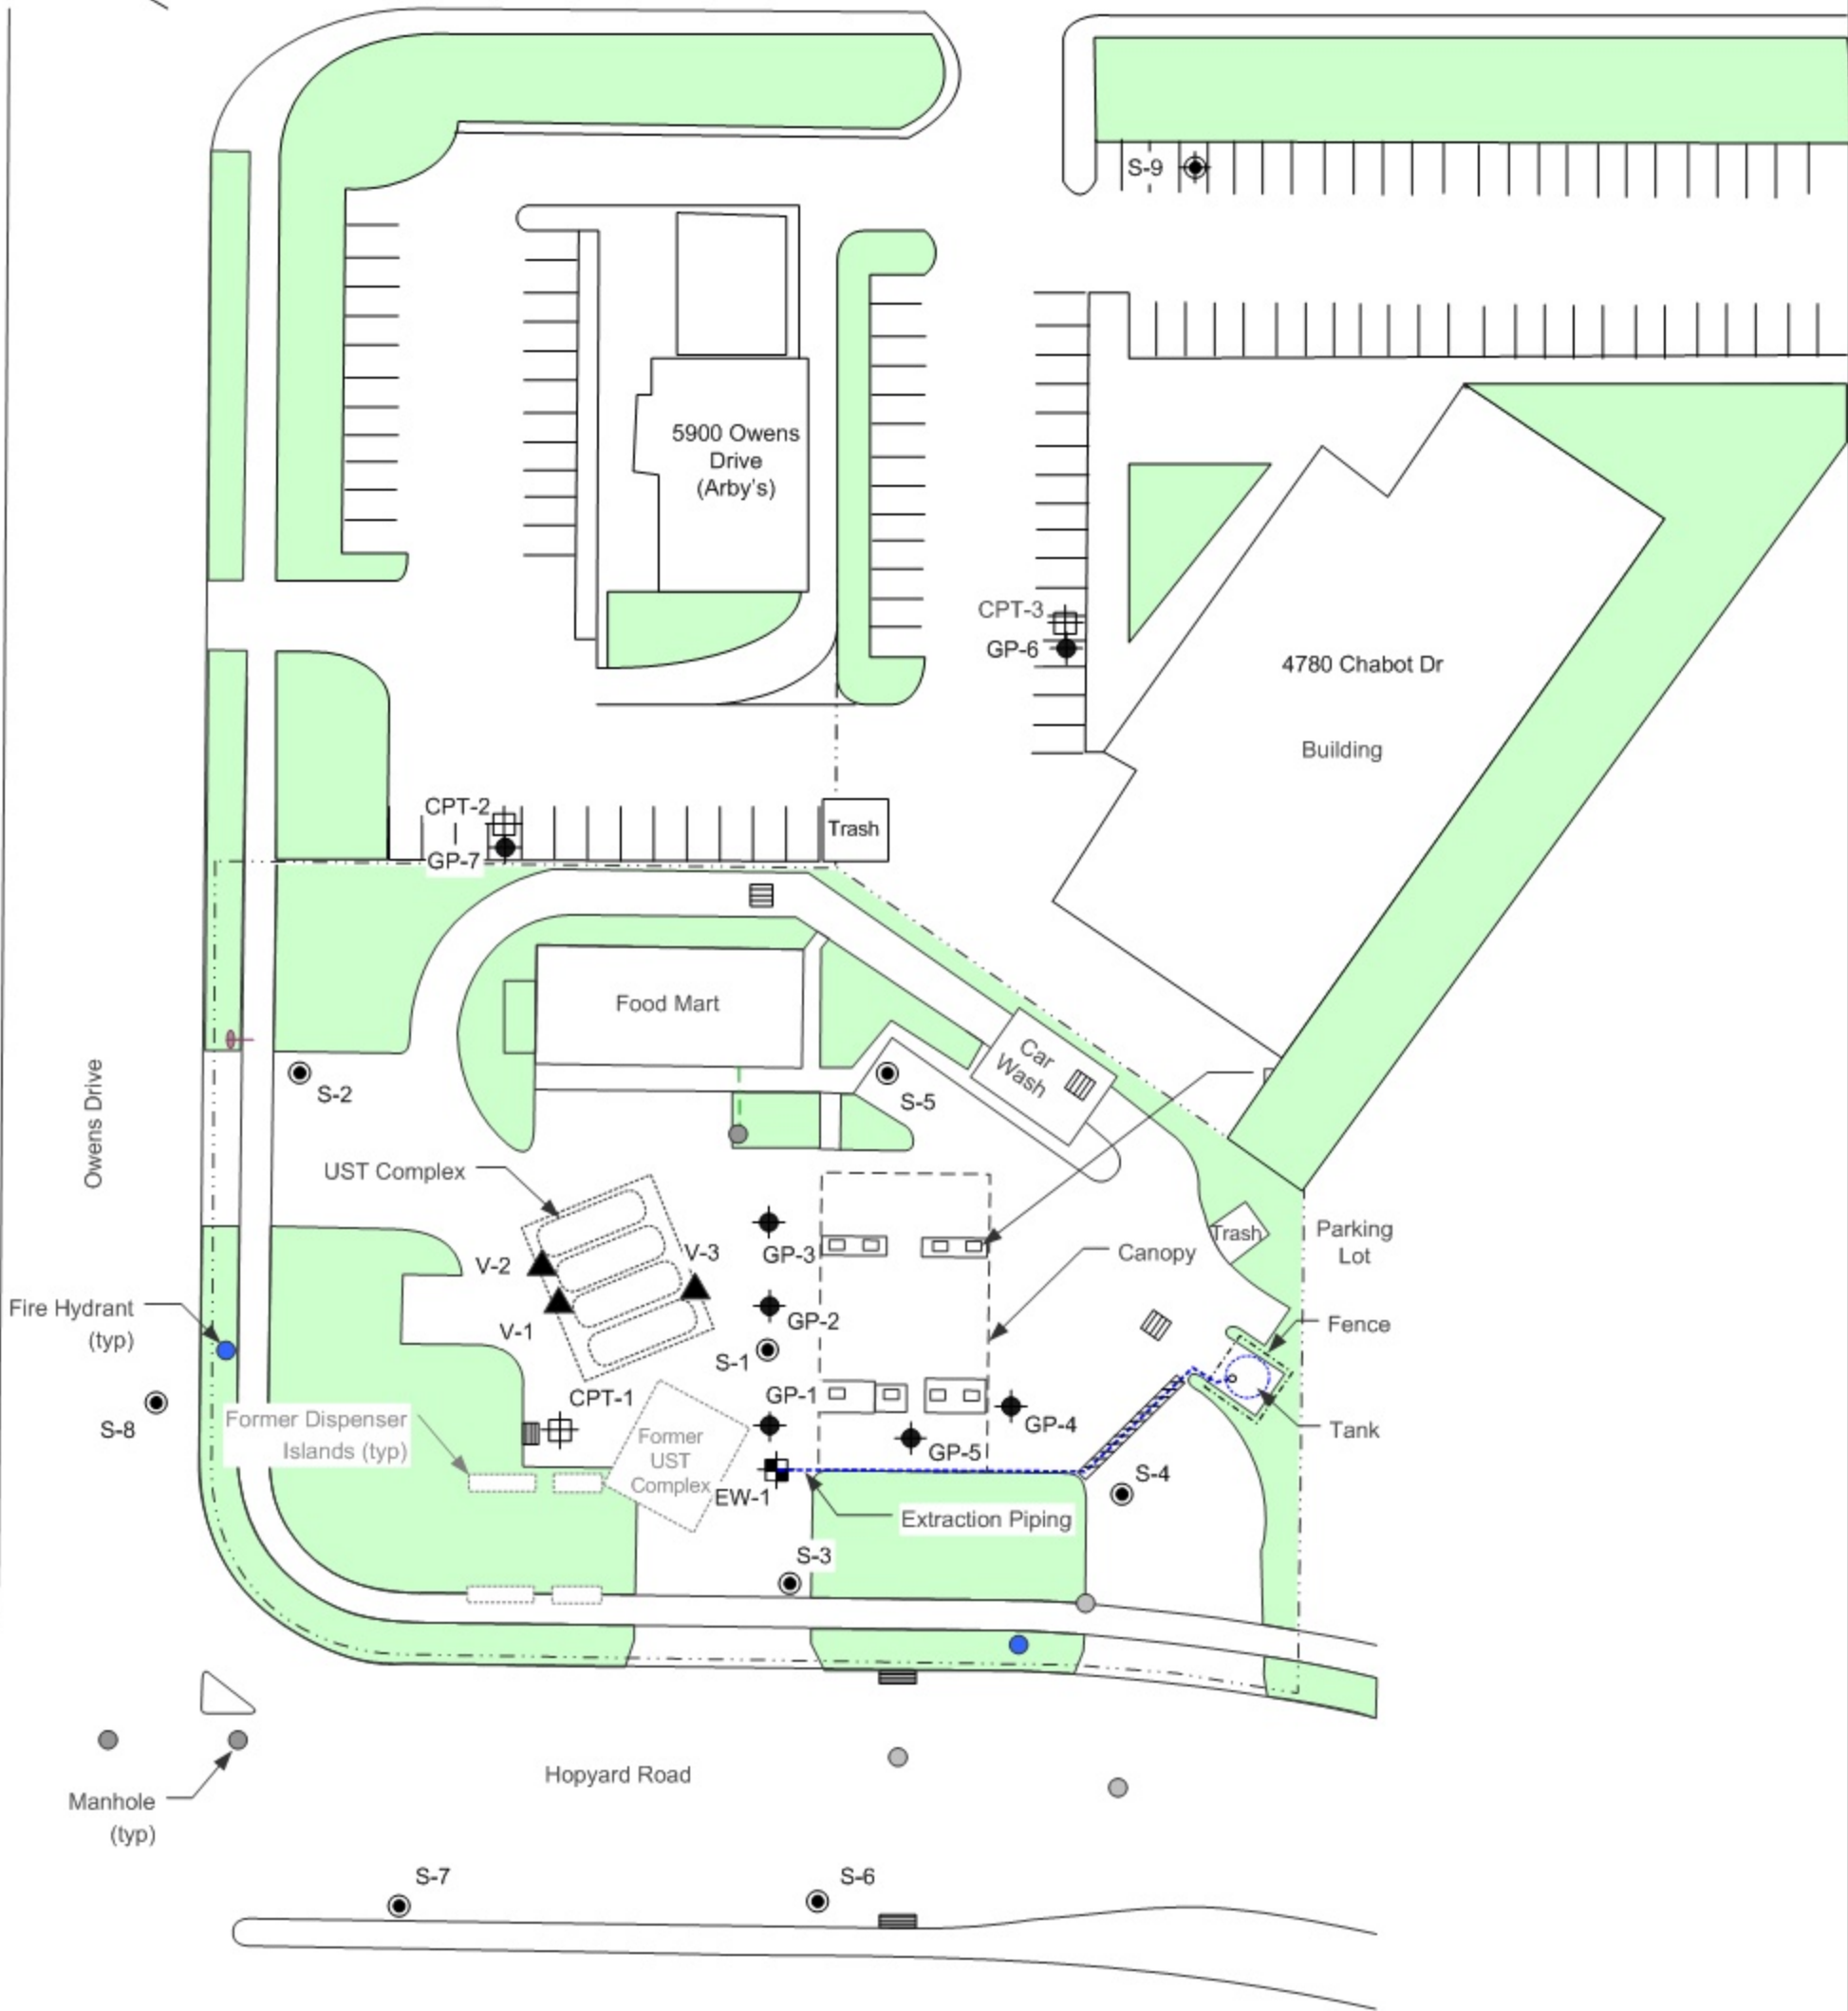 S-9
5900 Owens
Drive
(Arby's)
CPT-3
GP-6
4780 Chabot Dr
Building
CPT-2
GP-7
Trash
Food Mart
Car
Wash
Owens Drive
S-2
S-5
UST Complex
V-2
V-3
V-1
GP-3
GP-2
S-1
Canopy
Trash
Parking
Lot
Fire Hydrant
(typ)
Fence
S-8
CPT-1
GP-1
GP-4
GP-5
Tank
Former Dispenser
Islands (typ)
Former
UST
Complex
EW-1
S-4
Extraction Piping
S-3
Hopyard Road
Manhole
(typ)
S-7
S-6